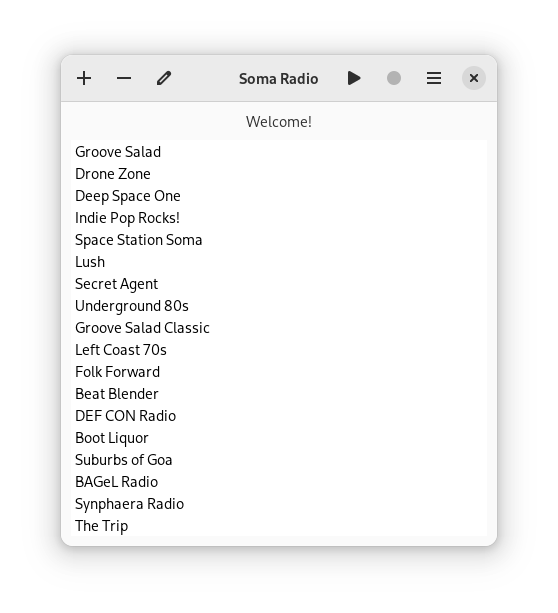 Soma Radio
Welcome!
Groove Salad
Drone Zone
Deep Space One
Indie Pop Rocks!
Space Station Soma
Lush
Secret Agent
Underground 80s
Groove Salad Classic
Left Coast 70s
Folk Forward
Beat Blender
DEF CON Radio
Boot Liquor
Suburbs of Goa
BAGeL Radio
Synphaera Radio
The Trip